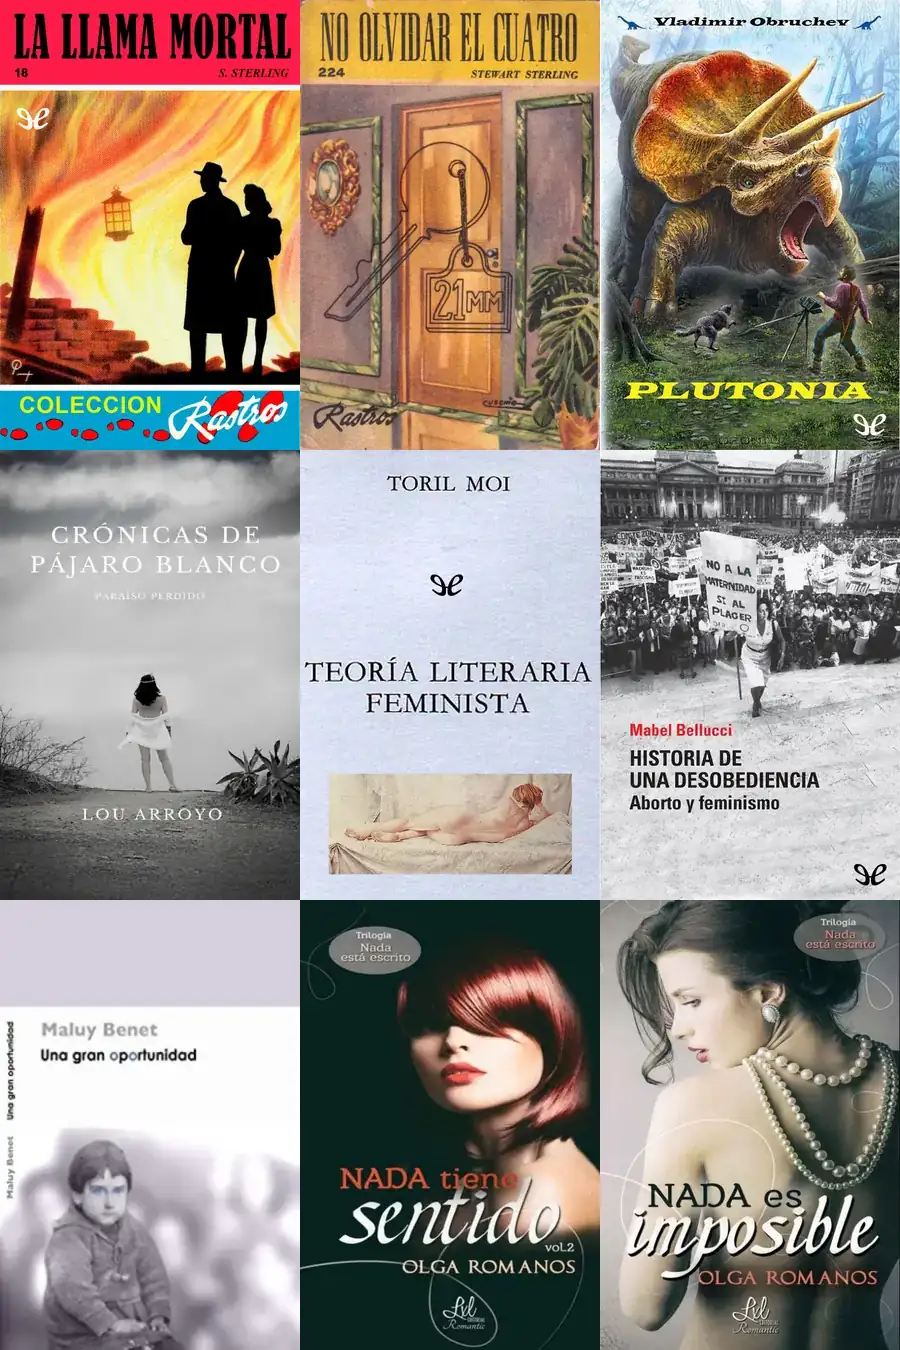 LA LLAMA MORTAL
18
S. STERLING
COLECCION
Rastros
NO OLVIDAR EL CUATRO
224
STEWART STERLING
21MM
Rastros
Vladimir Obruchev
PLUTONIA
CRÓNICAS DE
PÁJARO BLANCO
PARAÍSO PERDIDO
LOU ARROYO
TORIL MOI
TEORÍA LITERARIA
FEMINISTA
NO A LA
MATERNIDAD
SI AL
PLACER
Mabel Bellucci
HISTORIA DE
UNA DESOBEDIENCIA
Aborto y feminismo
Maluy Benet
Una gran oportunidad
Maluy Benet
Una gran oportunidad
Trilogía
Nada
está escrito
NADA tiene
sentido
vol.2
OLGA ROMANOS
LxL
EDITORIAL
Romantic
Trilogía
Nada
está escrito
NADA es
imposible
OLGA ROMANOS
LxL
EDITORIAL
Romantic